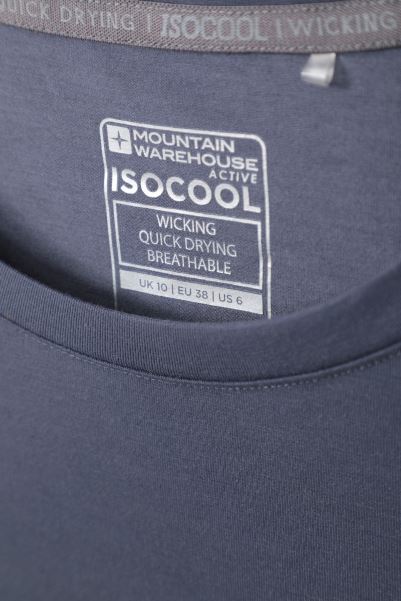 QUICK DRYING | ISOCOOL | WICKING
MOUNTAIN
WAREHOUSE
ACTIVE
ISOCOOL
WICKING
QUICK DRYING
BREATHABLE
UK 10 | EU 38 | US 6